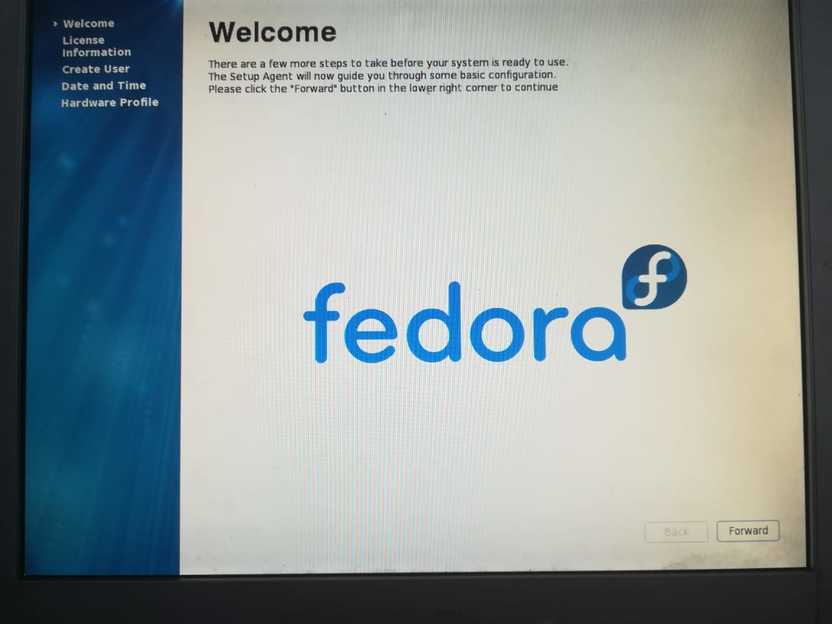 Welcome
License
Information
Create User
Date and Time
Hardware Profile
Welcome
There are a few more steps to take before your system is ready to use.
The Setup Agent will now guide you through some basic configuration.
Please click the "Forward" button in the lower right corner to continue
fedora
Back
Forward